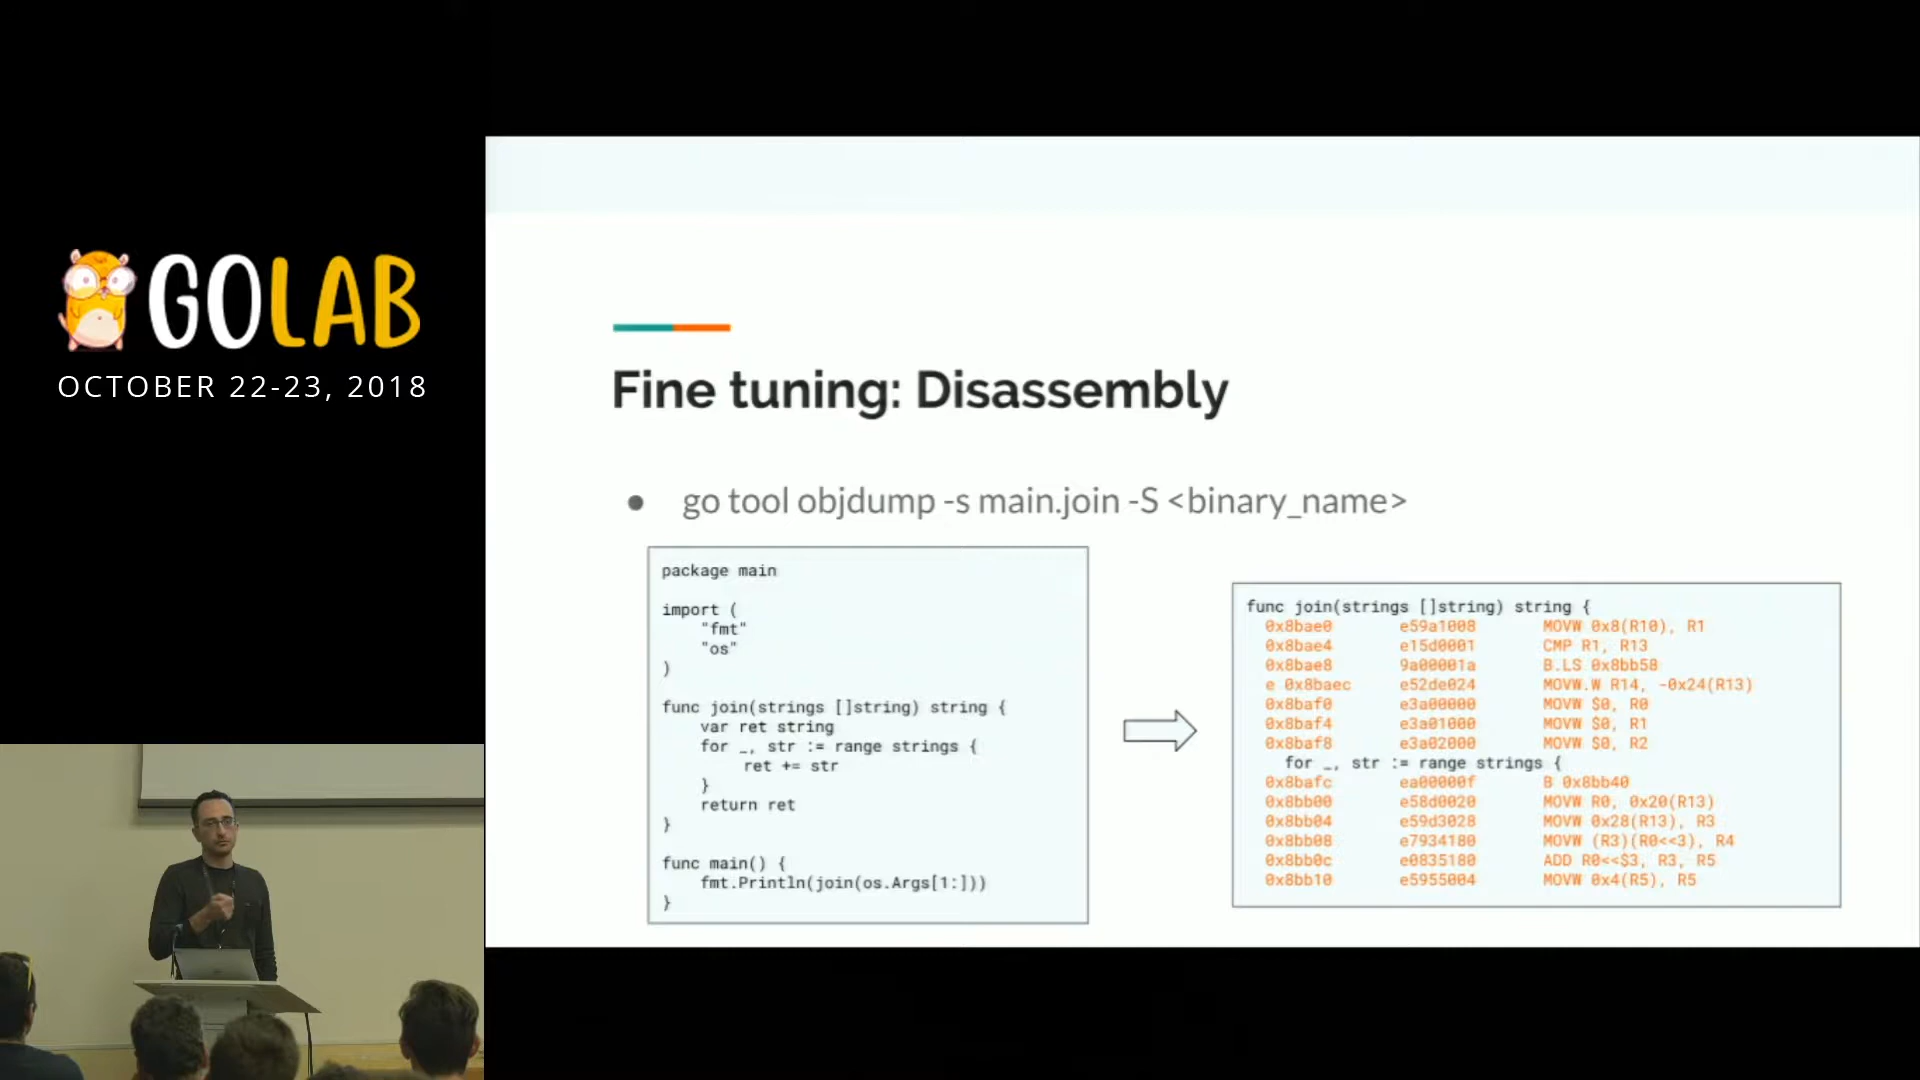 GOLAB
OCTOBER 22-23, 2018
Fine tuning: Disassembly
● go tool objdump -s main.join -S <binary_name>
package main
import (
"fmt"
"os"
)
func join(strings []string) string {
var ret string
for _, str := range strings {
ret += str
}
return ret
}
func main() {
fmt.Println(join(os.Args[1:]))
}
func join(strings []string) string {
0x8bae0 e59a1008 MOVW 0x8(R10), R1
0x8bae4 e15d0001 CMP R1, R13
0x8bae8 9a00001a B.LS 0x8bb58
e 0x8baec e52de024 MOVW.W R14, -0x24(R13)
0x8baf0 e3a00000 MOVW $0, R0
0x8baf4 e3a01000 MOVW $0, R1
0x8baf8 e3a02000 MOVW $0, R2
for _, str := range strings {
0x8bafc ea00000f B 0x8bb40
0x8bb00 e58d0020 MOVW R0, 0x20(R13)
0x8bb04 e59d3028 MOVW 0x28(R13), R3
0x8bb08 e7934180 MOVW (R3)(R0<<3), R4
0x8bb0c e0835180 ADD R0<<$3, R3, R5
0x8bb10 e5955004 MOVW 0x4(R5), R5